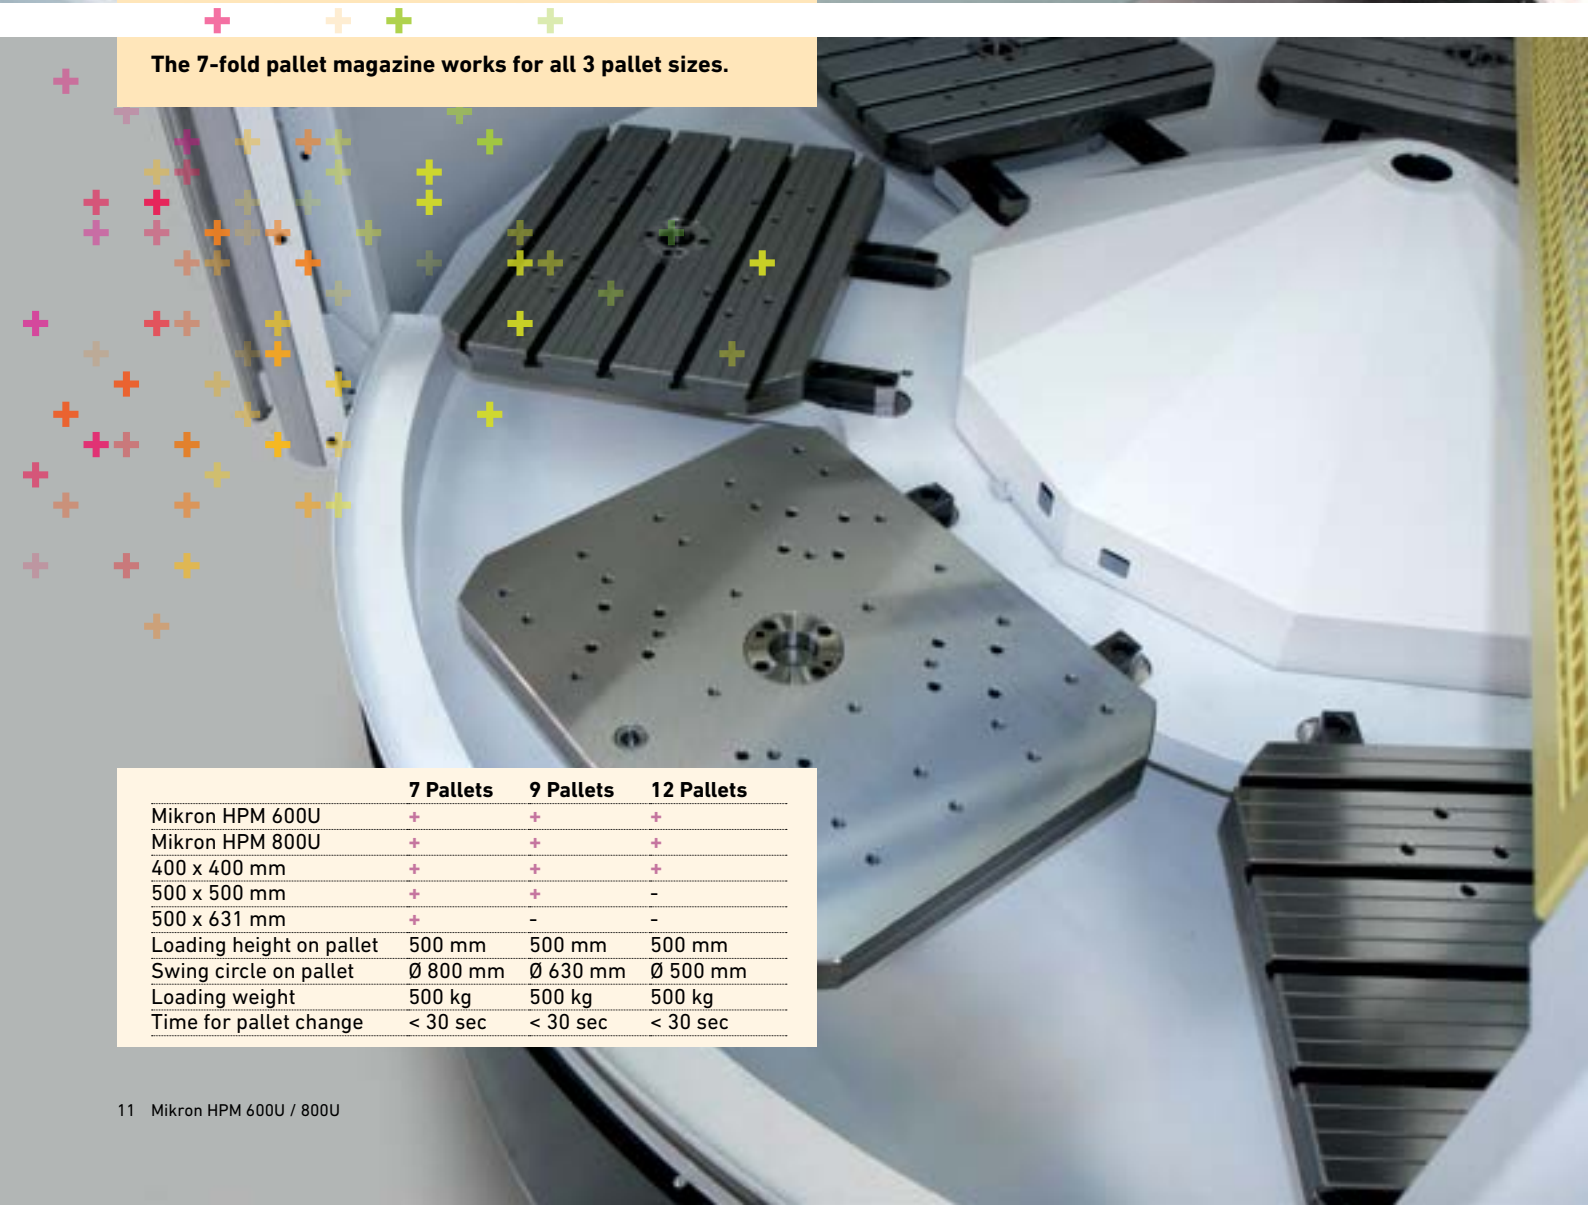 The 7-fold pallet magazine works for all 3 pallet sizes.
7 Pallets 9 Pallets 12 Pallets
Mikron HPM 600U + + +
Mikron HPM 800U + + +
400 x 400 mm + + +
500 x 500 mm + + -
500 x 631 mm + - -
Loading height on pallet 500 mm 500 mm 500 mm
Swing circle on pallet Ø 800 mm Ø 630 mm Ø 500 mm
Loading weight 500 kg 500 kg 500 kg
Time for pallet change < 30 sec < 30 sec < 30 sec
11 Mikron HPM 600U / 800U